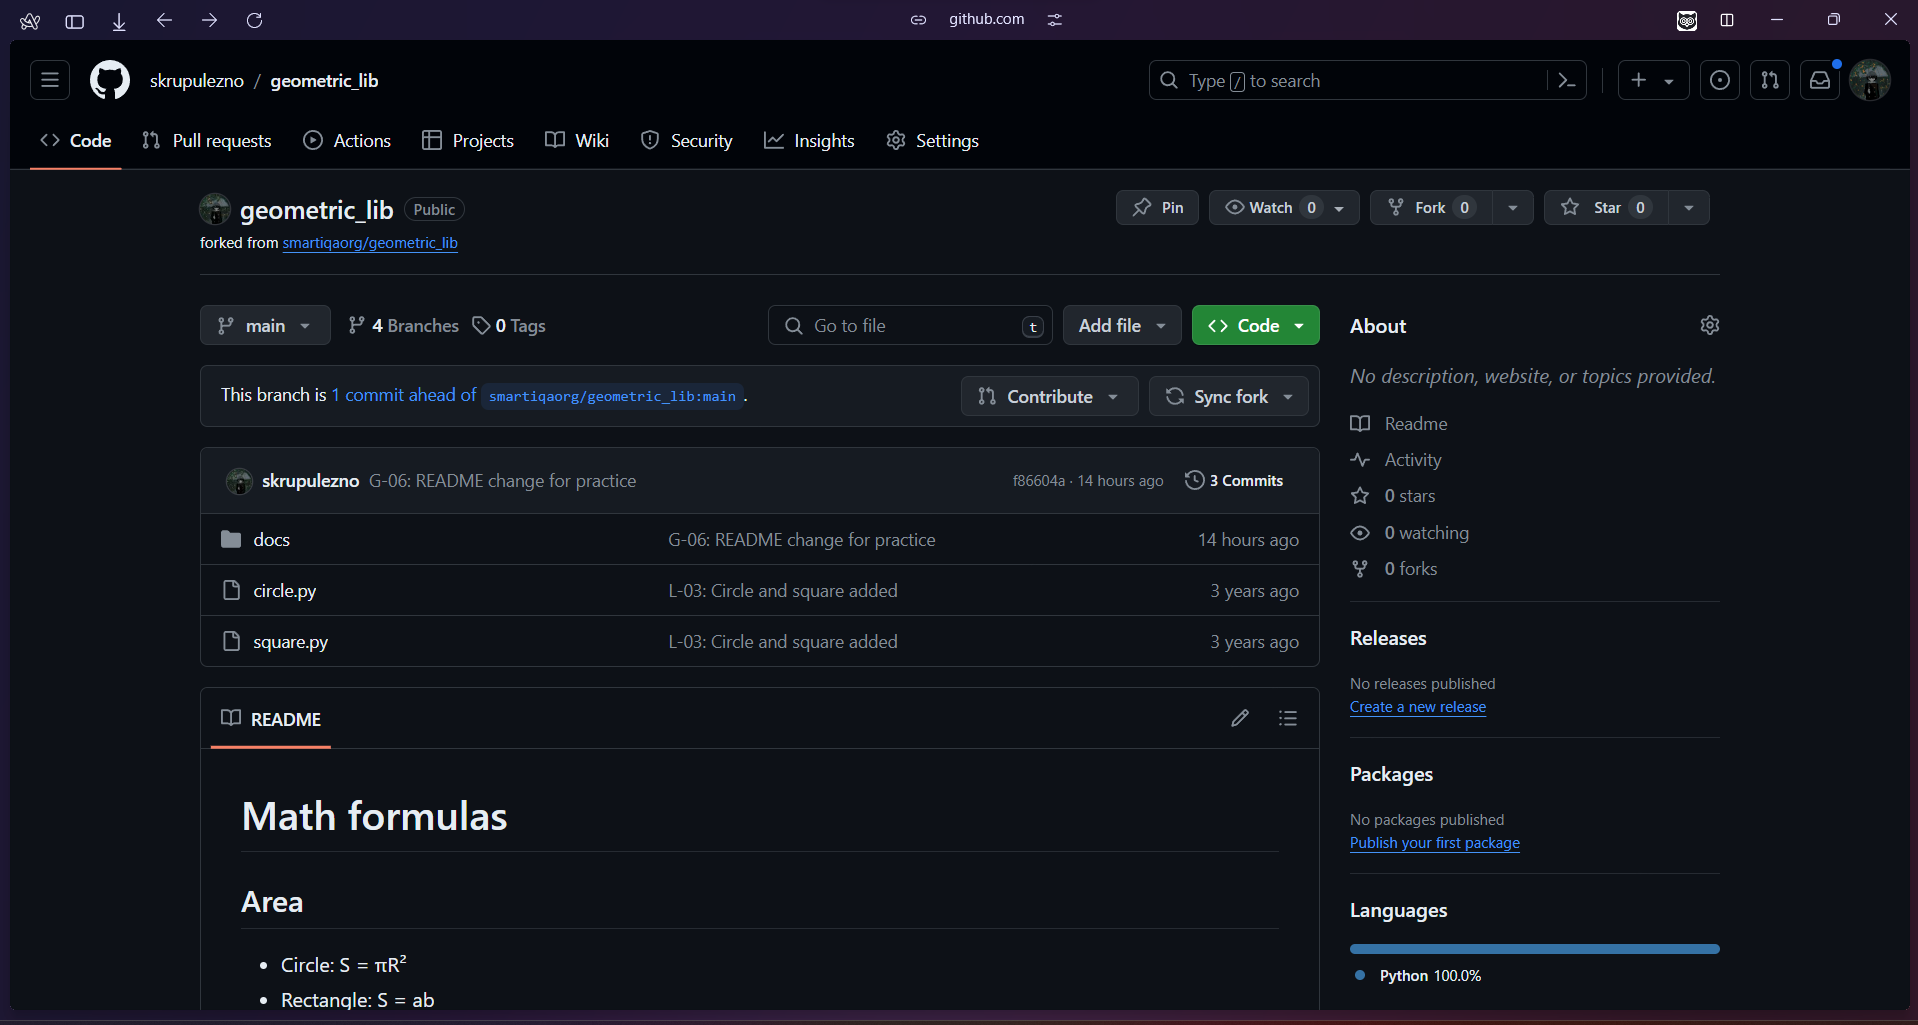 github.com
skrupulezno / geometric_lib
Type / to search
Code Pull requests Actions Projects Wiki Security Insights Settings
geometric_lib Public
Pin Watch 0 Fork 0 Star 0
forked from smartiqaorg/geometric_lib
main 4 Branches 0 Tags Go to file t Add file Code
This branch is 1 commit ahead of smartiqaorg/geometric_lib:main .
Contribute Sync fork
skrupulezno G-06: README change for practice f86604a · 14 hours ago 3 Commits
docs G-06: README change for practice 14 hours ago
circle.py L-03: Circle and square added 3 years ago
square.py L-03: Circle and square added 3 years ago
README
Math formulas
Area
Circle: S = πR²
Rectangle: S = ab
About
No description, website, or topics provided.
Readme
Activity
0 stars
0 watching
0 forks
Releases
No releases published
Create a new release
Packages
No packages published
Publish your first package
Languages
Python 100.0%